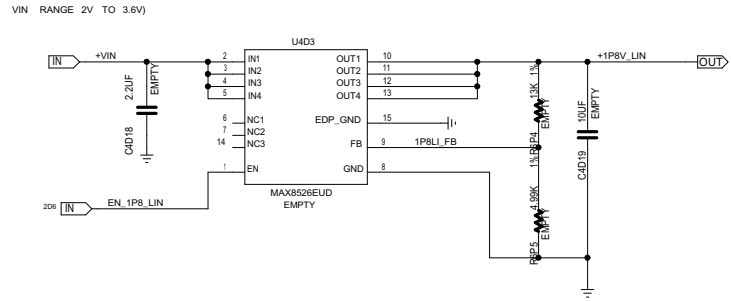 VIN RANGE 2V TO 3.6V)
U4D3
IN
+VIN
2 IN1 OUT1 10
3 IN2 OUT2 11
4 IN3 OUT3 12
5 IN4 OUT4 13
+1P8V_LIN
OUT
2.2UF
EMPTY
C4D18
6 NC1 EDP_GND 15
7 NC2
14 NC3 FB 9 1P8LI_FB
1 EN GND 8
MAX8526EUD
EMPTY
2D6 IN EN_1P8_LIN
1%
13K
EMPTY
RSP4
1%
4.99K
EMPTY
RSP5
10UF
EMPTY
C4D19